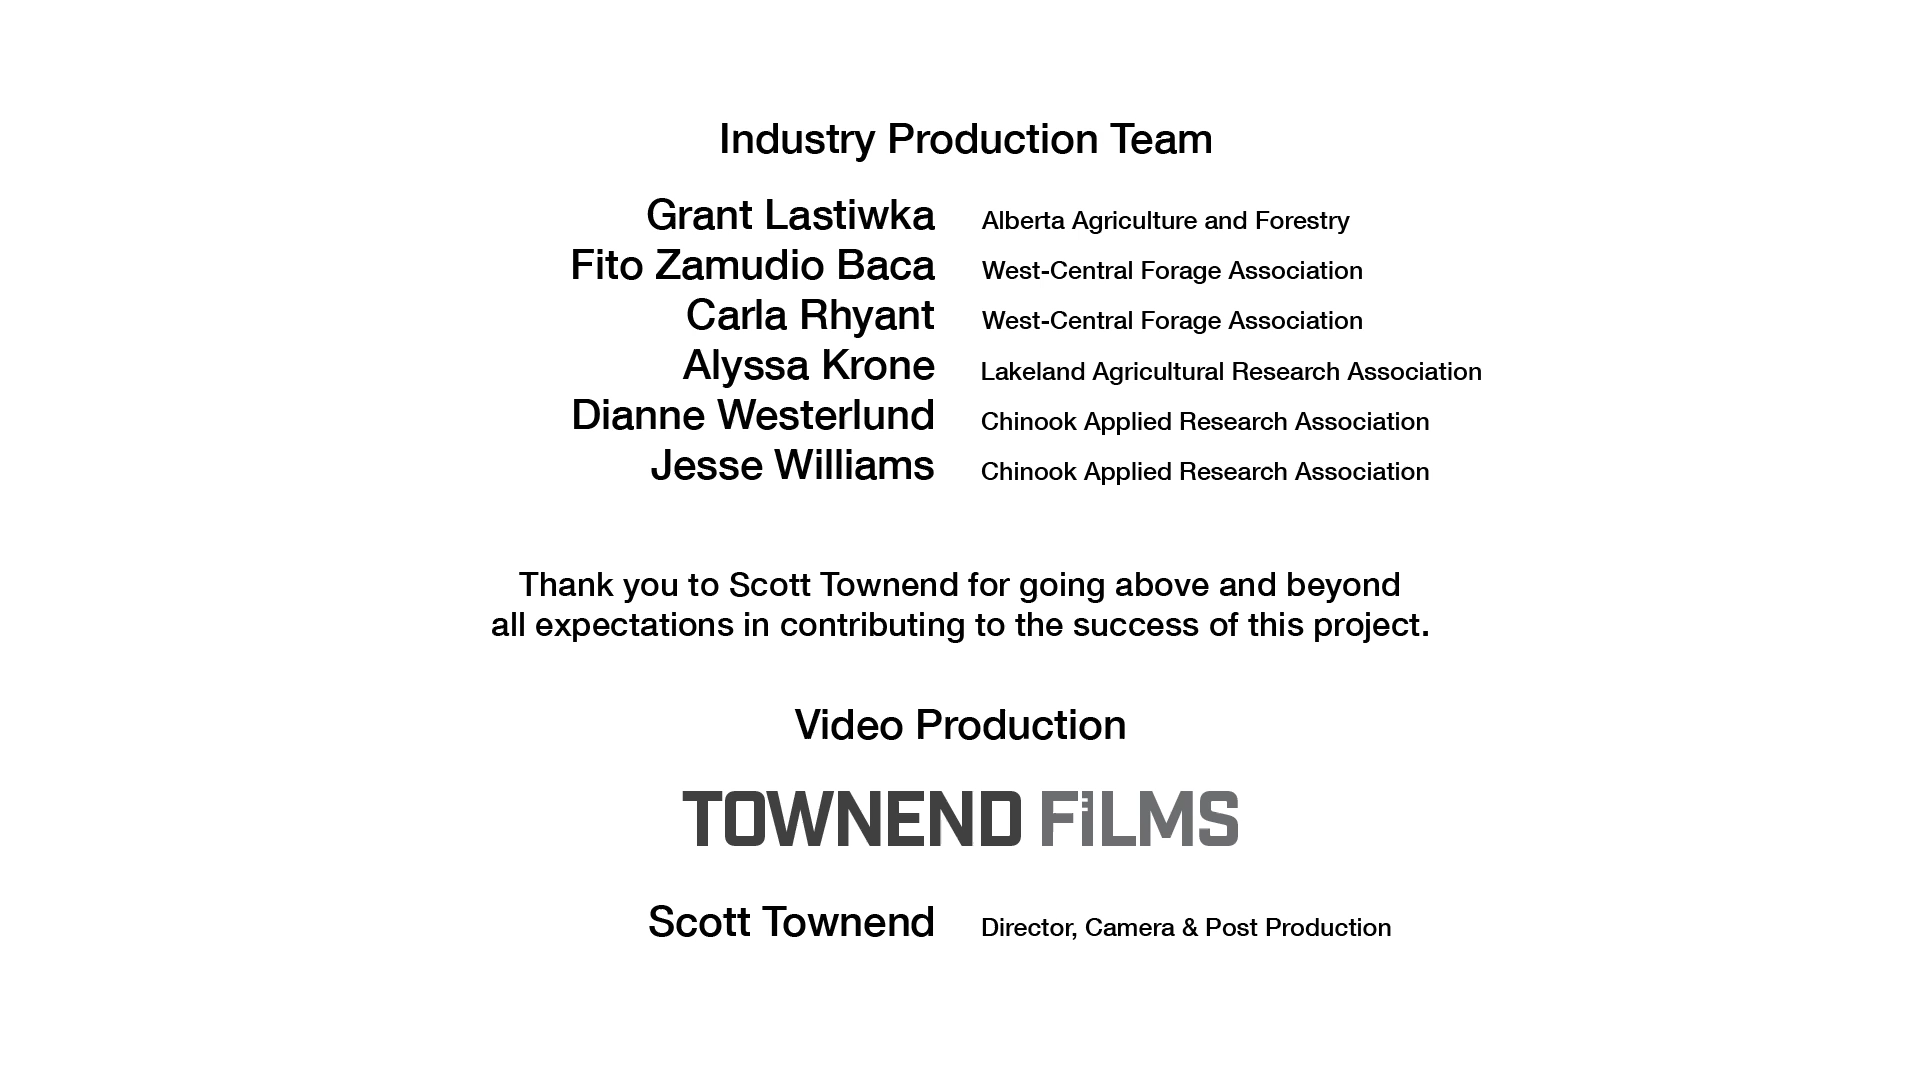 Industry Production Team
Grant Lastiwka Alberta Agriculture and Forestry
Fito Zamudio Baca West-Central Forage Association
Carla Rhyant West-Central Forage Association
Alyssa Krone Lakeland Agricultural Research Association
Dianne Westerlund Chinook Applied Research Association
Jesse Williams Chinook Applied Research Association
Thank you to Scott Townend for going above and beyond
all expectations in contributing to the success of this project.
Video Production
TOWNEND FiLMS
Scott Townend Director, Camera & Post Production